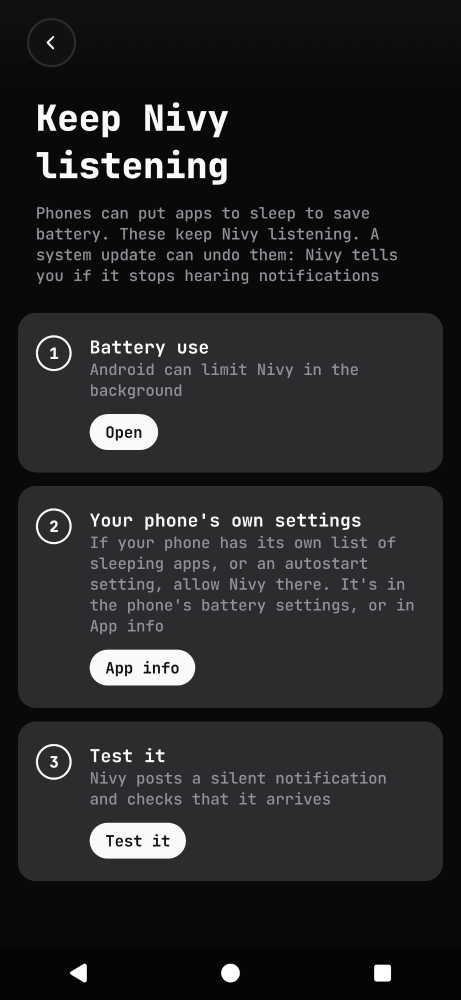 Keep Nivy
listening
Phones can put apps to sleep to save
battery. These keep Nivy listening. A
system update can undo them: Nivy tells
you if it stops hearing notifications
1
Battery use
Android can limit Nivy in the
background
Open
2
Your phone's own settings
If your phone has its own list of
sleeping apps, or an autostart
setting, allow Nivy there. It's in
the phone's battery settings, or in
App info
App info
3
Test it
Nivy posts a silent notification
and checks that it arrives
Test it